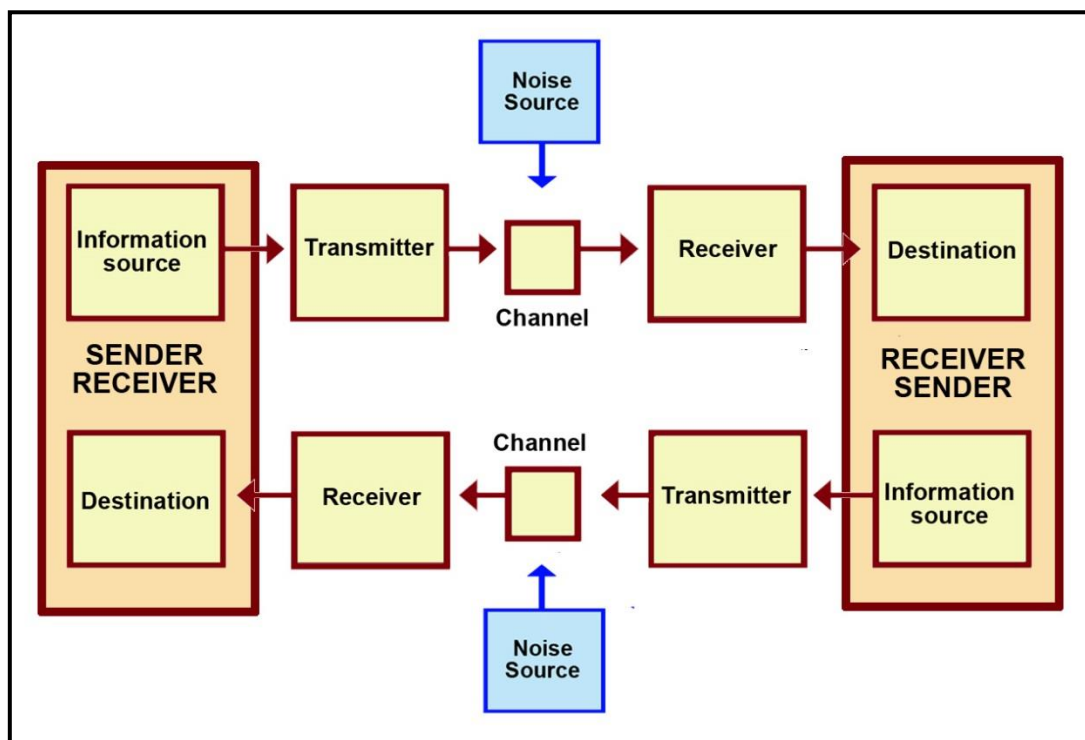 Noise
Source
Information
source
Transmitter
Channel
Receiver
Destination
SENDER
RECEIVER
RECEIVER
SENDER
Destination
Receiver
Channel
Transmitter
Information
source
Noise
Source